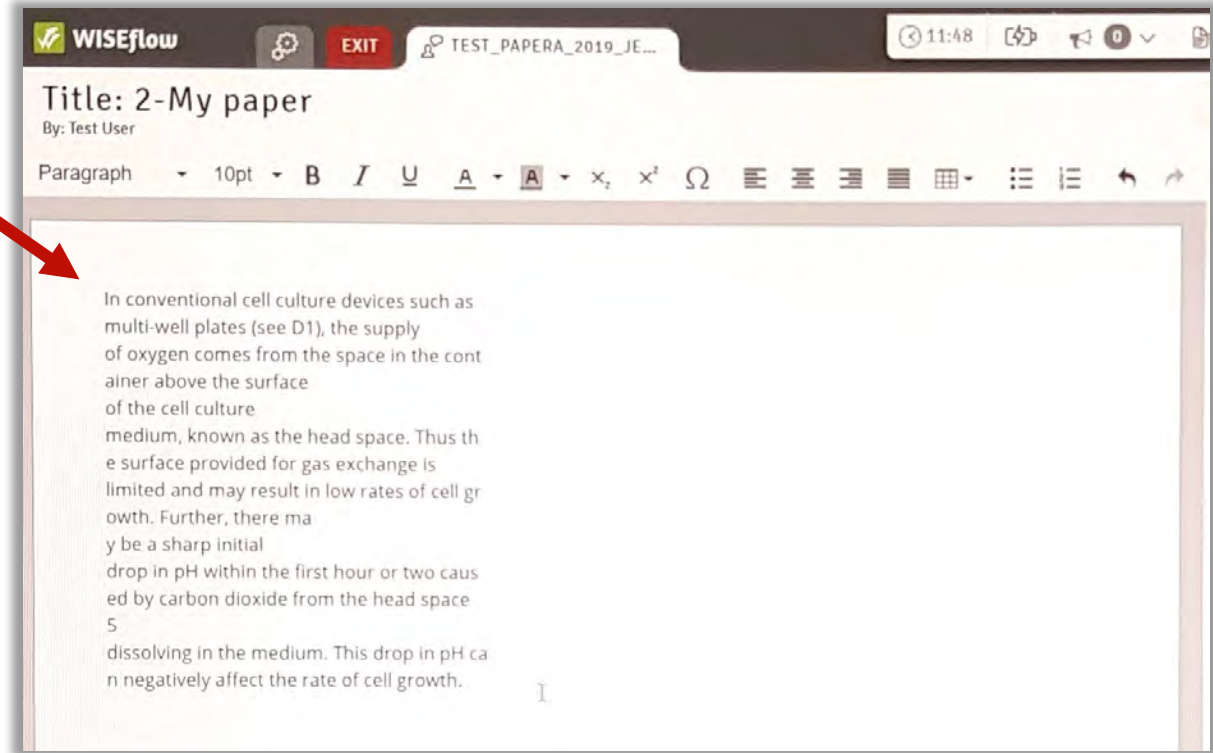 WISEflow
EXIT
TEST_PAPERA_2019_JE...
11:48
0
Title: 2-My paper
By: Test User
Paragraph
10pt
B I U A A x₂ x² Ω
In conventional cell culture devices such as
multi-well plates (see D1), the supply
of oxygen comes from the space in the cont
ainer above the surface
of the cell culture
medium, known as the head space. Thus th
e surface provided for gas exchange is
limited and may result in low rates of cell gr
owth. Further, there ma
y be a sharp initial
drop in pH within the first hour or two caus
ed by carbon dioxide from the head space
5
dissolving in the medium. This drop in pH ca
n negatively affect the rate of cell growth.